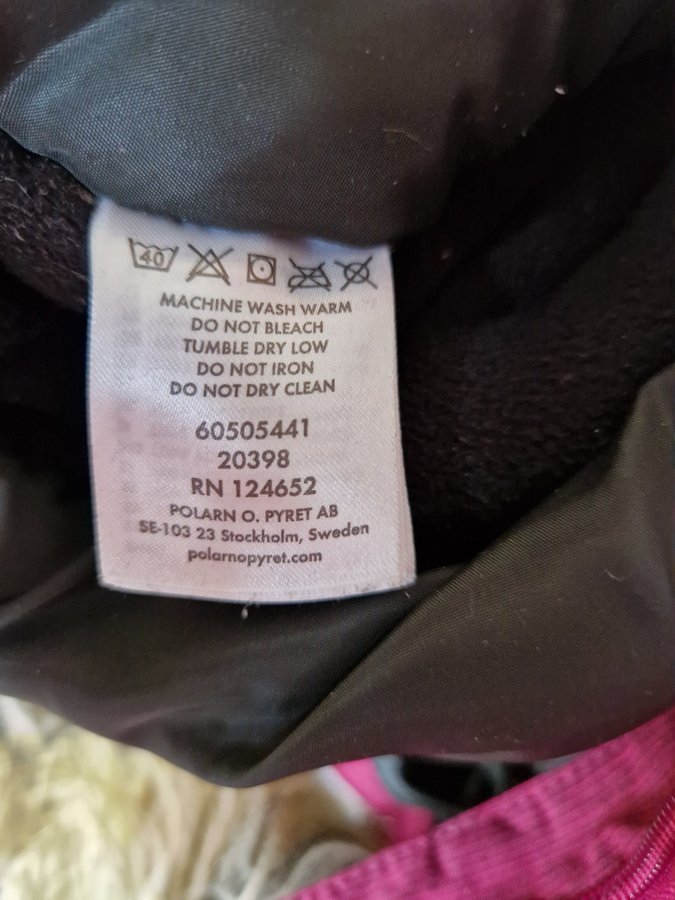 40
MACHINE WASH WARM
DO NOT BLEACH
TUMBLE DRY LOW
DO NOT IRON
DO NOT DRY CLEAN
60505441
20398
RN 124652
POLARN O. PYRET AB
SE-103 23 Stockholm, Sweden
polarnopyret.com